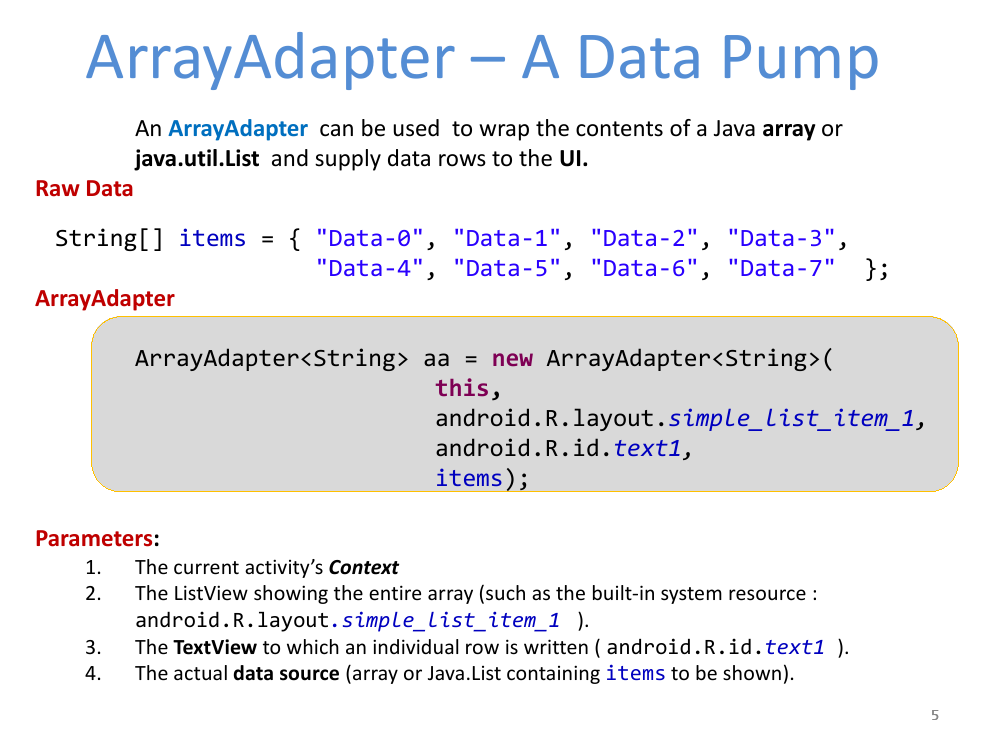 ArrayAdapter – A Data Pump
An ArrayAdapter can be used to wrap the contents of a Java array or
java.util.List and supply data rows to the UI.
Raw Data
String[] items = { "Data-0", "Data-1", "Data-2", "Data-3",
"Data-4", "Data-5", "Data-6", "Data-7" };
ArrayAdapter
ArrayAdapter<String> aa = new ArrayAdapter<String>(
this,
android.R.layout.simple_list_item_1,
android.R.id.text1,
items);
Parameters:
1. The current activity’s Context
2. The ListView showing the entire array (such as the built-in system resource :
android.R.layout.simple_list_item_1 ).
3. The TextView to which an individual row is written ( android.R.id.text1 ).
4. The actual data source (array or Java.List containing items to be shown).
5